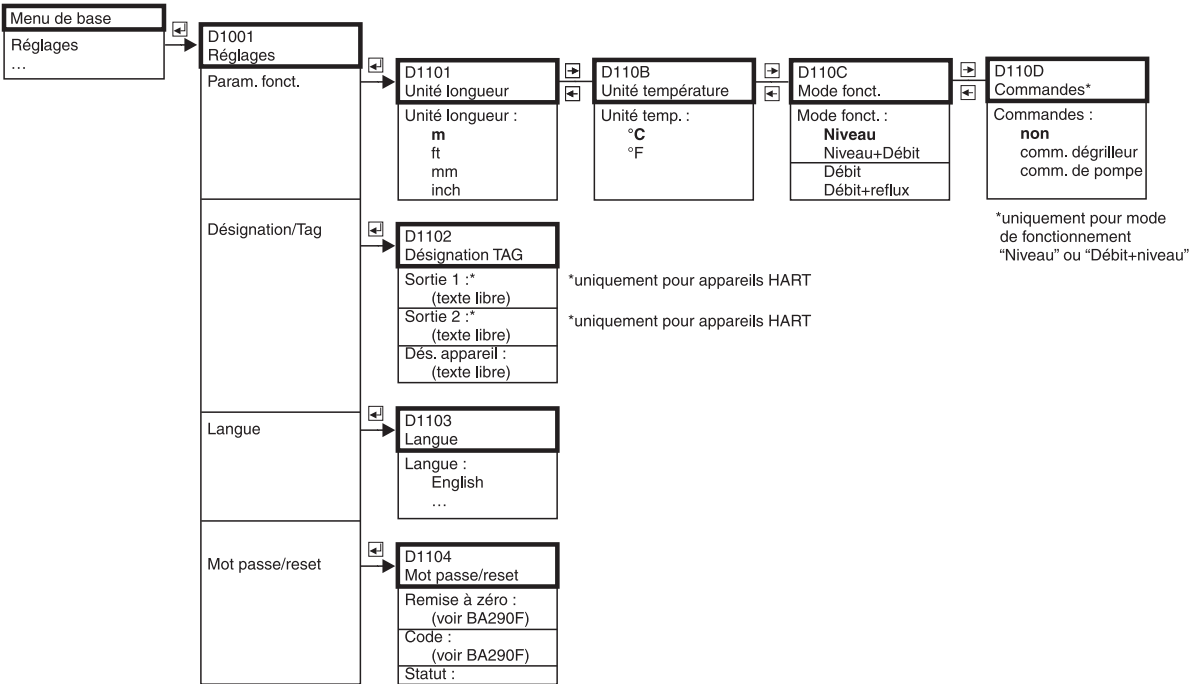 Menu de base
Réglages
…
D1001
Réglages
Param. fonct.
D1101
Unité longueur
Unité longueur :
m
ft
mm
inch
D110B
Unité température
Unité temp. :
°C
°F
D110C
Mode fonct.
Mode fonct. :
Niveau
Niveau+Débit
Débit
Débit+reflux
D110D
Commandes*
Commandes :
non
comm. dégrilleur
comm. de pompe
*uniquement pour mode
de fonctionnement
“Niveau” ou “Débit+niveau”
Désignation/Tag
D1102
Désignation TAG
Sortie 1 :*
(texte libre)
*uniquement pour appareils HART
Sortie 2 :*
(texte libre)
*uniquement pour appareils HART
Dés. appareil :
(texte libre)
Langue
D1103
Langue
Langue :
English
…
Mot passe/reset
D1104
Mot passe/reset
Remise à zéro :
(voir BA290F)
Code :
(voir BA290F)
Statut :